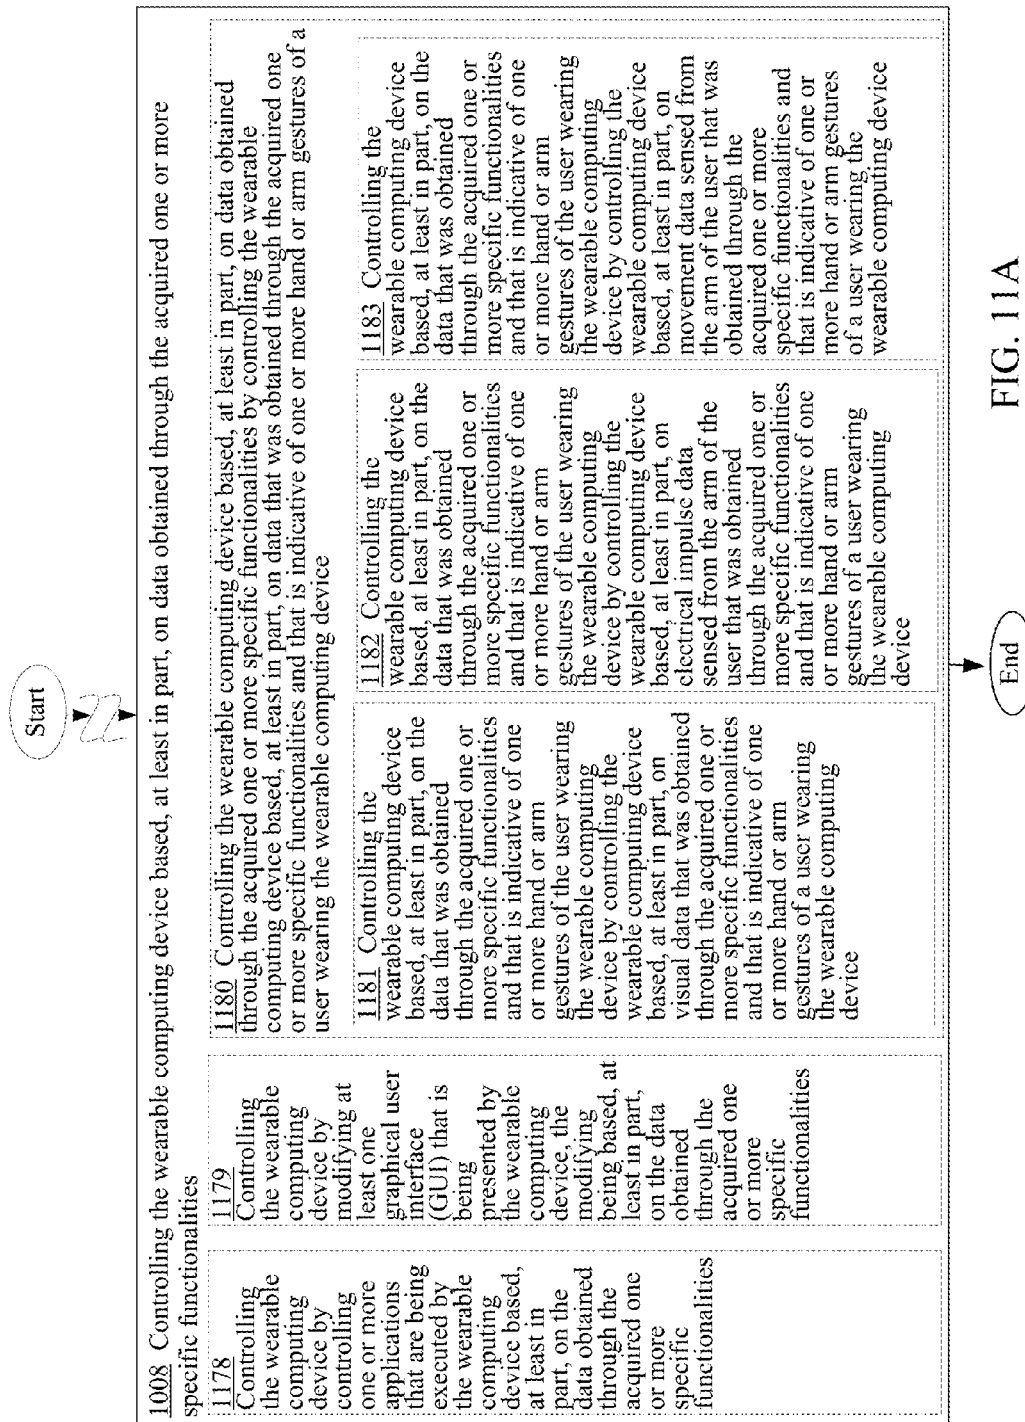 Start
1008 Controlling the wearable computing device based, at least in part, on data obtained through the acquired one or more
specific functionalities
1178
Controlling
the wearable
computing
device by
controlling
one or more
applications
that are being
executed by
the wearable
computing
device based,
at least in
part, on the
data obtained
through the
acquired one
or more
specific
functionalities
1179
Controlling
the wearable
computing
device by
modifying at
least one
graphical user
interface
(GUI) that is
being
presented by
the wearable
computing
device, the
modifying
being based, at
least in part,
on the data
obtained
through the
acquired one
or more
specific
functionalities
1180 Controlling the wearable computing device based, at least in part, on data obtained
through the acquired one or more specific functionalities by controlling the wearable
computing device based, at least in part, on data that was obtained through the acquired one
or more specific functionalities and that is indicative of one or more hand or arm gestures of a
user wearing the wearable computing device
1181 Controlling the
wearable computing device
based, at least in part, on the
data that was obtained
through the acquired one or
more specific functionalities
and that is indicative of one
or more hand or arm
gestures of the user wearing
the wearable computing
device by controlling the
wearable computing device
based, at least in part, on
visual data that was obtained
through the acquired one or
more specific functionalities
and that is indicative of one
or more hand or arm
gestures of a user wearing
the wearable computing
device
1182 Controlling the
wearable computing device
based, at least in part, on the
data that was obtained
through the acquired one or
more specific functionalities
and that is indicative of one
or more hand or arm
gestures of the user wearing
the wearable computing
device by controlling the
wearable computing device
based, at least in part, on
electrical impulse data
sensed from the arm of the
user that was obtained
through the acquired one or
more specific functionalities
and that is indicative of one
or more hand or arm
gestures of a user wearing
the wearable computing
device
1183 Controlling the
wearable computing device
based, at least in part, on the
data that was obtained
through the acquired one or
more specific functionalities
and that is indicative of one
or more hand or arm
gestures of the user wearing
the wearable computing
device by controlling the
wearable computing device
based, at least in part, on
movement data sensed from
the arm of the user that was
obtained through the
acquired one or more
specific functionalities and
that is indicative of one or
more hand or arm gestures
of a user wearing the
wearable computing device
End
FIG. 11A